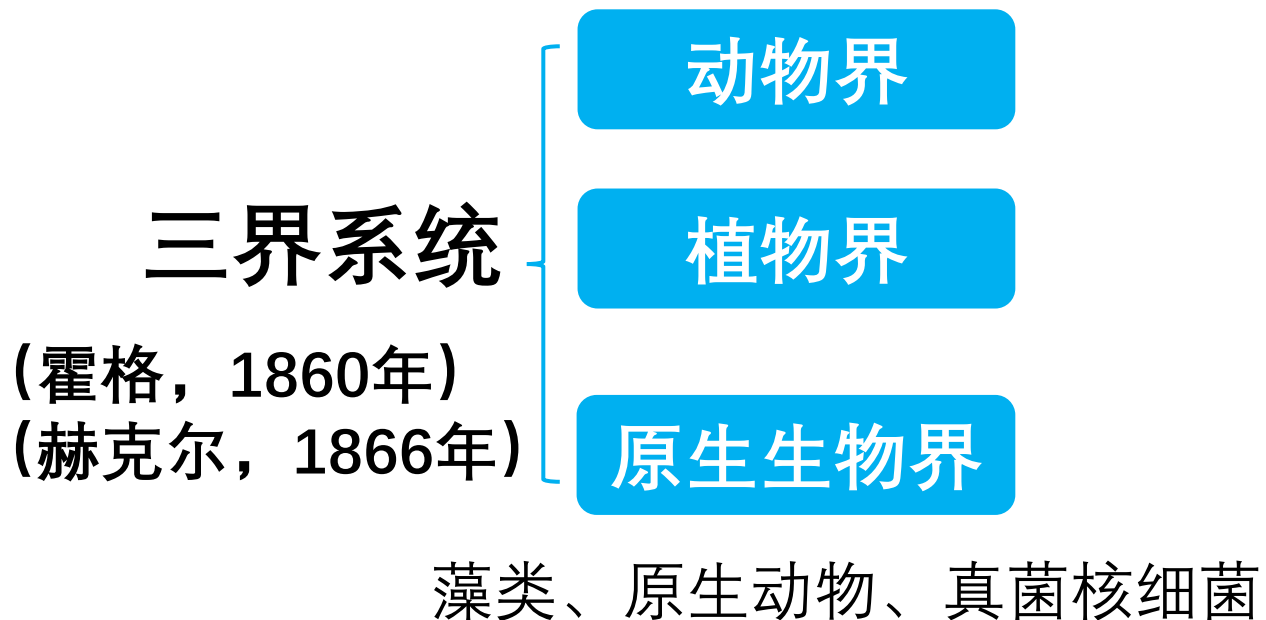 动物界
三界系统
植物界
(霍格，1860年)
(赫克尔，1866年)
原生生物界
藻类、原生动物、真菌核细菌